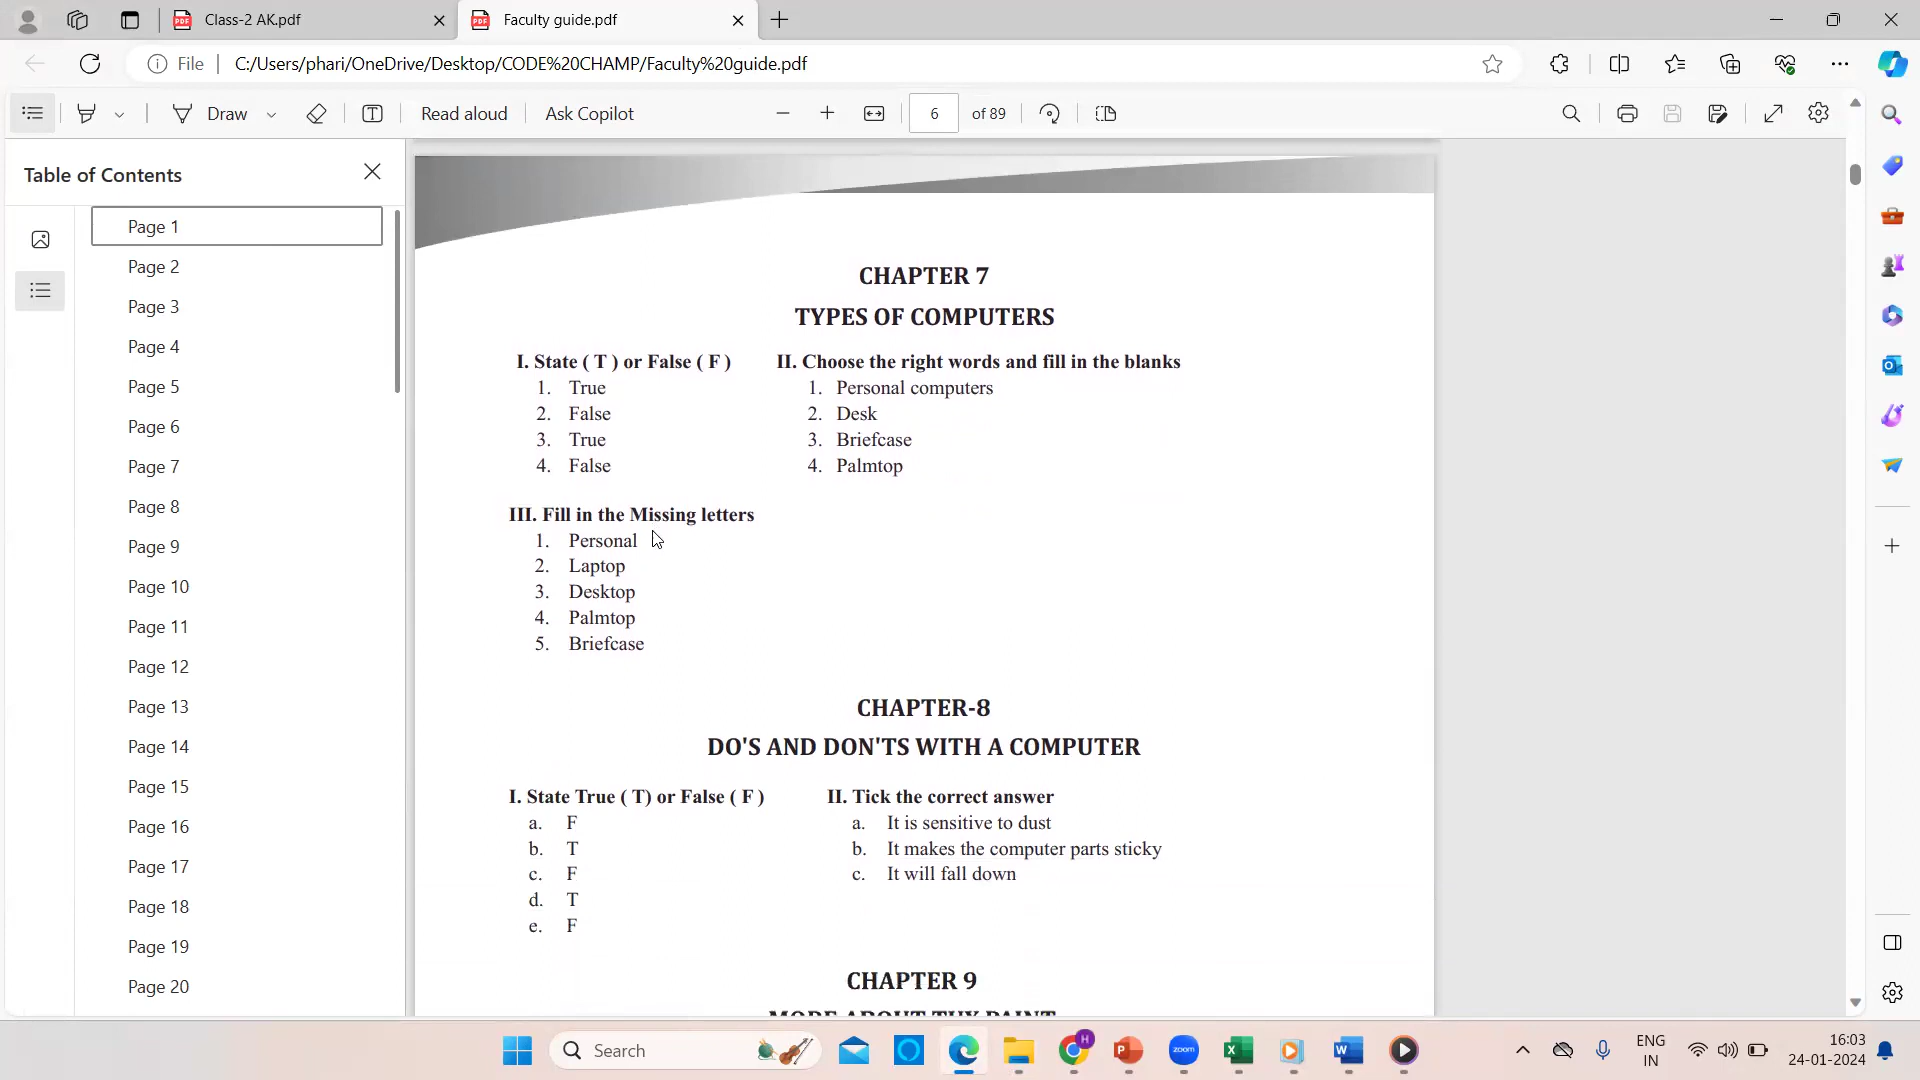 Class-2 AK.pdf
Faculty guide.pdf
File
C:/Users/phari/OneDrive/Desktop/CODE%20CHAMP/Faculty%20guide.pdf
Draw
Read aloud
Ask Copilot
6
of 89
Table of Contents
Page 1
Page 2
Page 3
Page 4
Page 5
Page 6
Page 7
Page 8
Page 9
Page 10
Page 11
Page 12
Page 13
Page 14
Page 15
Page 16
Page 17
Page 18
Page 19
Page 20
CHAPTER 7
TYPES OF COMPUTERS
I. State ( T ) or False ( F )
1. True
2. False
3. True
4. False
II. Choose the right words and fill in the blanks
1. Personal computers
2. Desk
3. Briefcase
4. Palmtop
III. Fill in the Missing letters
1. Personal
2. Laptop
3. Desktop
4. Palmtop
5. Briefcase
CHAPTER-8
DO'S AND DON'TS WITH A COMPUTER
I. State True ( T) or False ( F )
a. F
b. T
c. F
d. T
e. F
II. Tick the correct answer
a. It is sensitive to dust
b. It makes the computer parts sticky
c. It will fall down
CHAPTER 9
MORE ABOUT TUX PAINT
Search
zoom
H
ENG
IN
16:03
24-01-2024